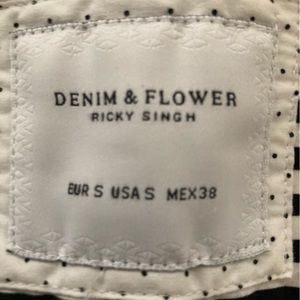 DENIM & FLOWER
RICKY SINGH
EUR S USA S MEX38